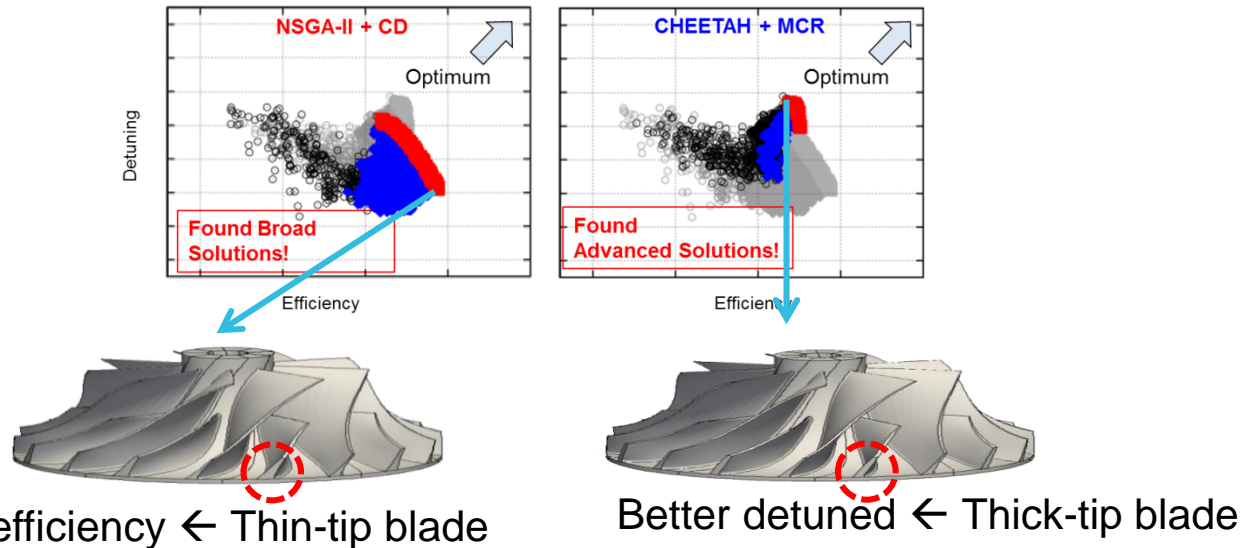 NSGA-II + CD
Optimum
Detuning
Found Broad
Solutions!
Efficiency
CHEETAH + MCR
Optimum
Found
Advanced Solutions!
Efficiency
efficiency ← Thin-tip blade
Better detuned ← Thick-tip blade